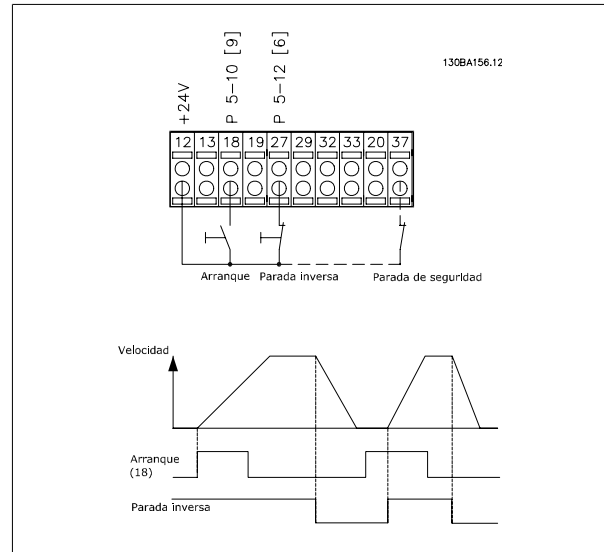 130BA156.12
+24V
P 5-10 [9]
P 5-12 [6]
12 13 18 19 27 29 32 33 20 37
Arranque Parada inversa Parada de seguridad
Velocidad
Arranque
(18)
Parada inversa